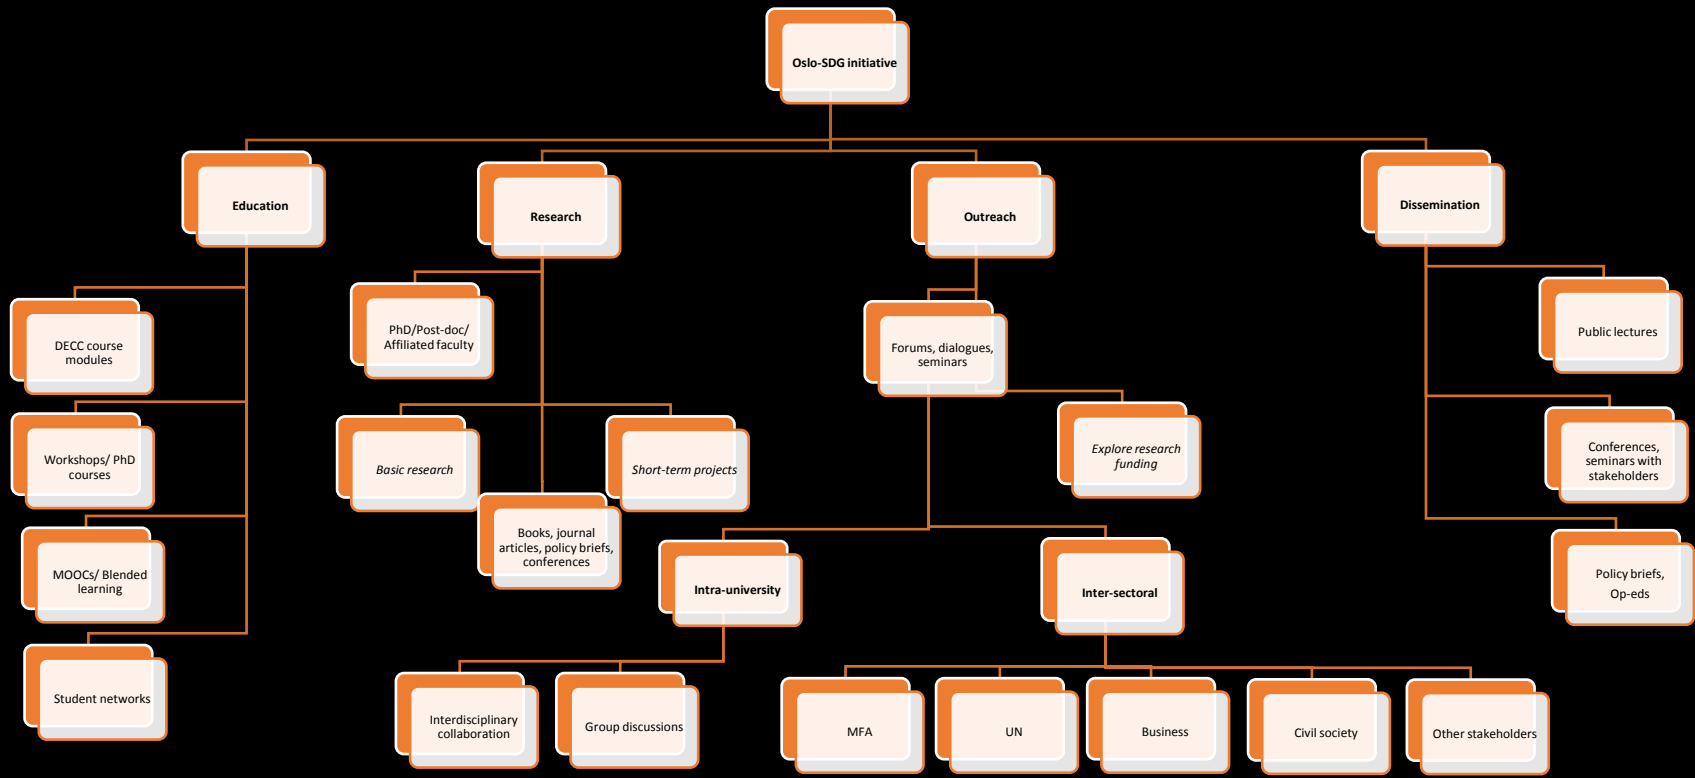 Oslo-SDG initiative
Education
Research
Outreach
Dissemination
DECC course
modules
PhD/Post-doc/
Affiliated faculty
Forums, dialogues,
seminars
Public lectures
Workshops/ PhD
courses
Basic research
Short-term projects
Explore research
funding
Conferences,
seminars with
stakeholders
MOOCs/ Blended
learning
Books, journal
articles, policy briefs,
conferences
Intra-university
Inter-sectoral
Policy briefs,
Op-eds
Student networks
Interdisciplinary
collaboration
Group discussions
MFA
UN
Business
Civil society
Other stakeholders